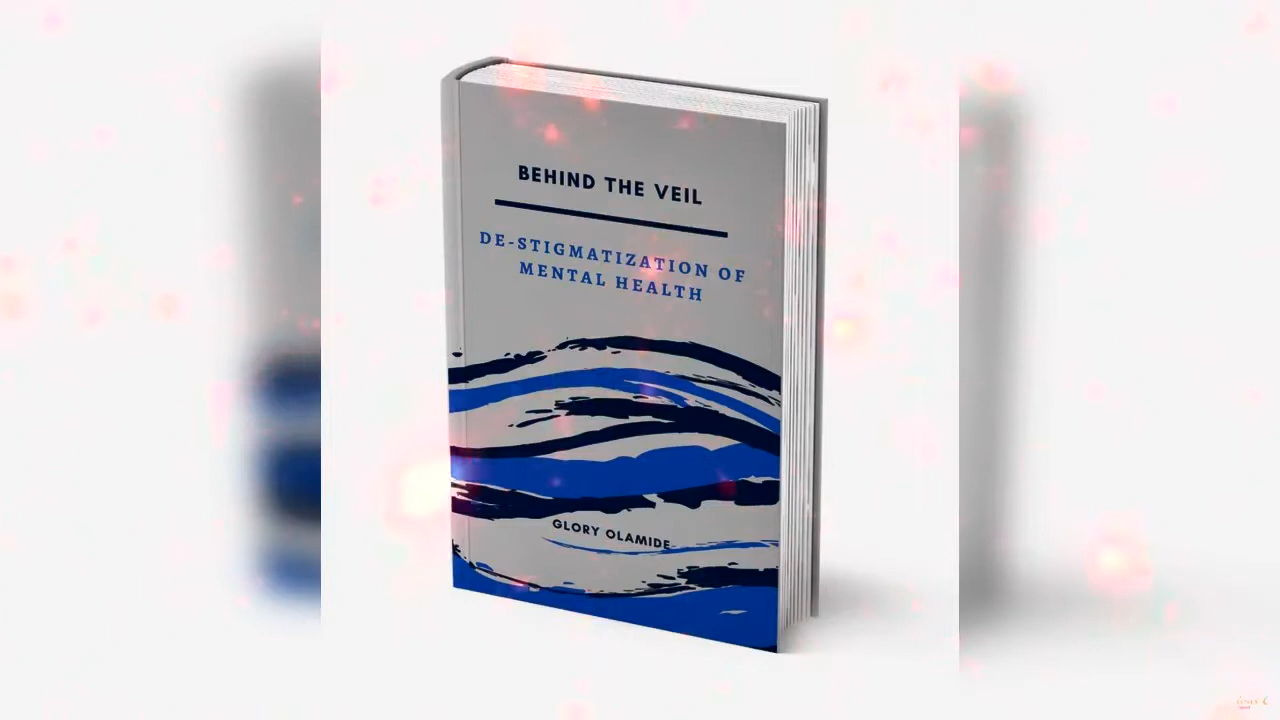 BEHIND THE VEIL
DE-STIGMATIZATION OF
MENTAL HEALTH
GLORY OLAMIDE